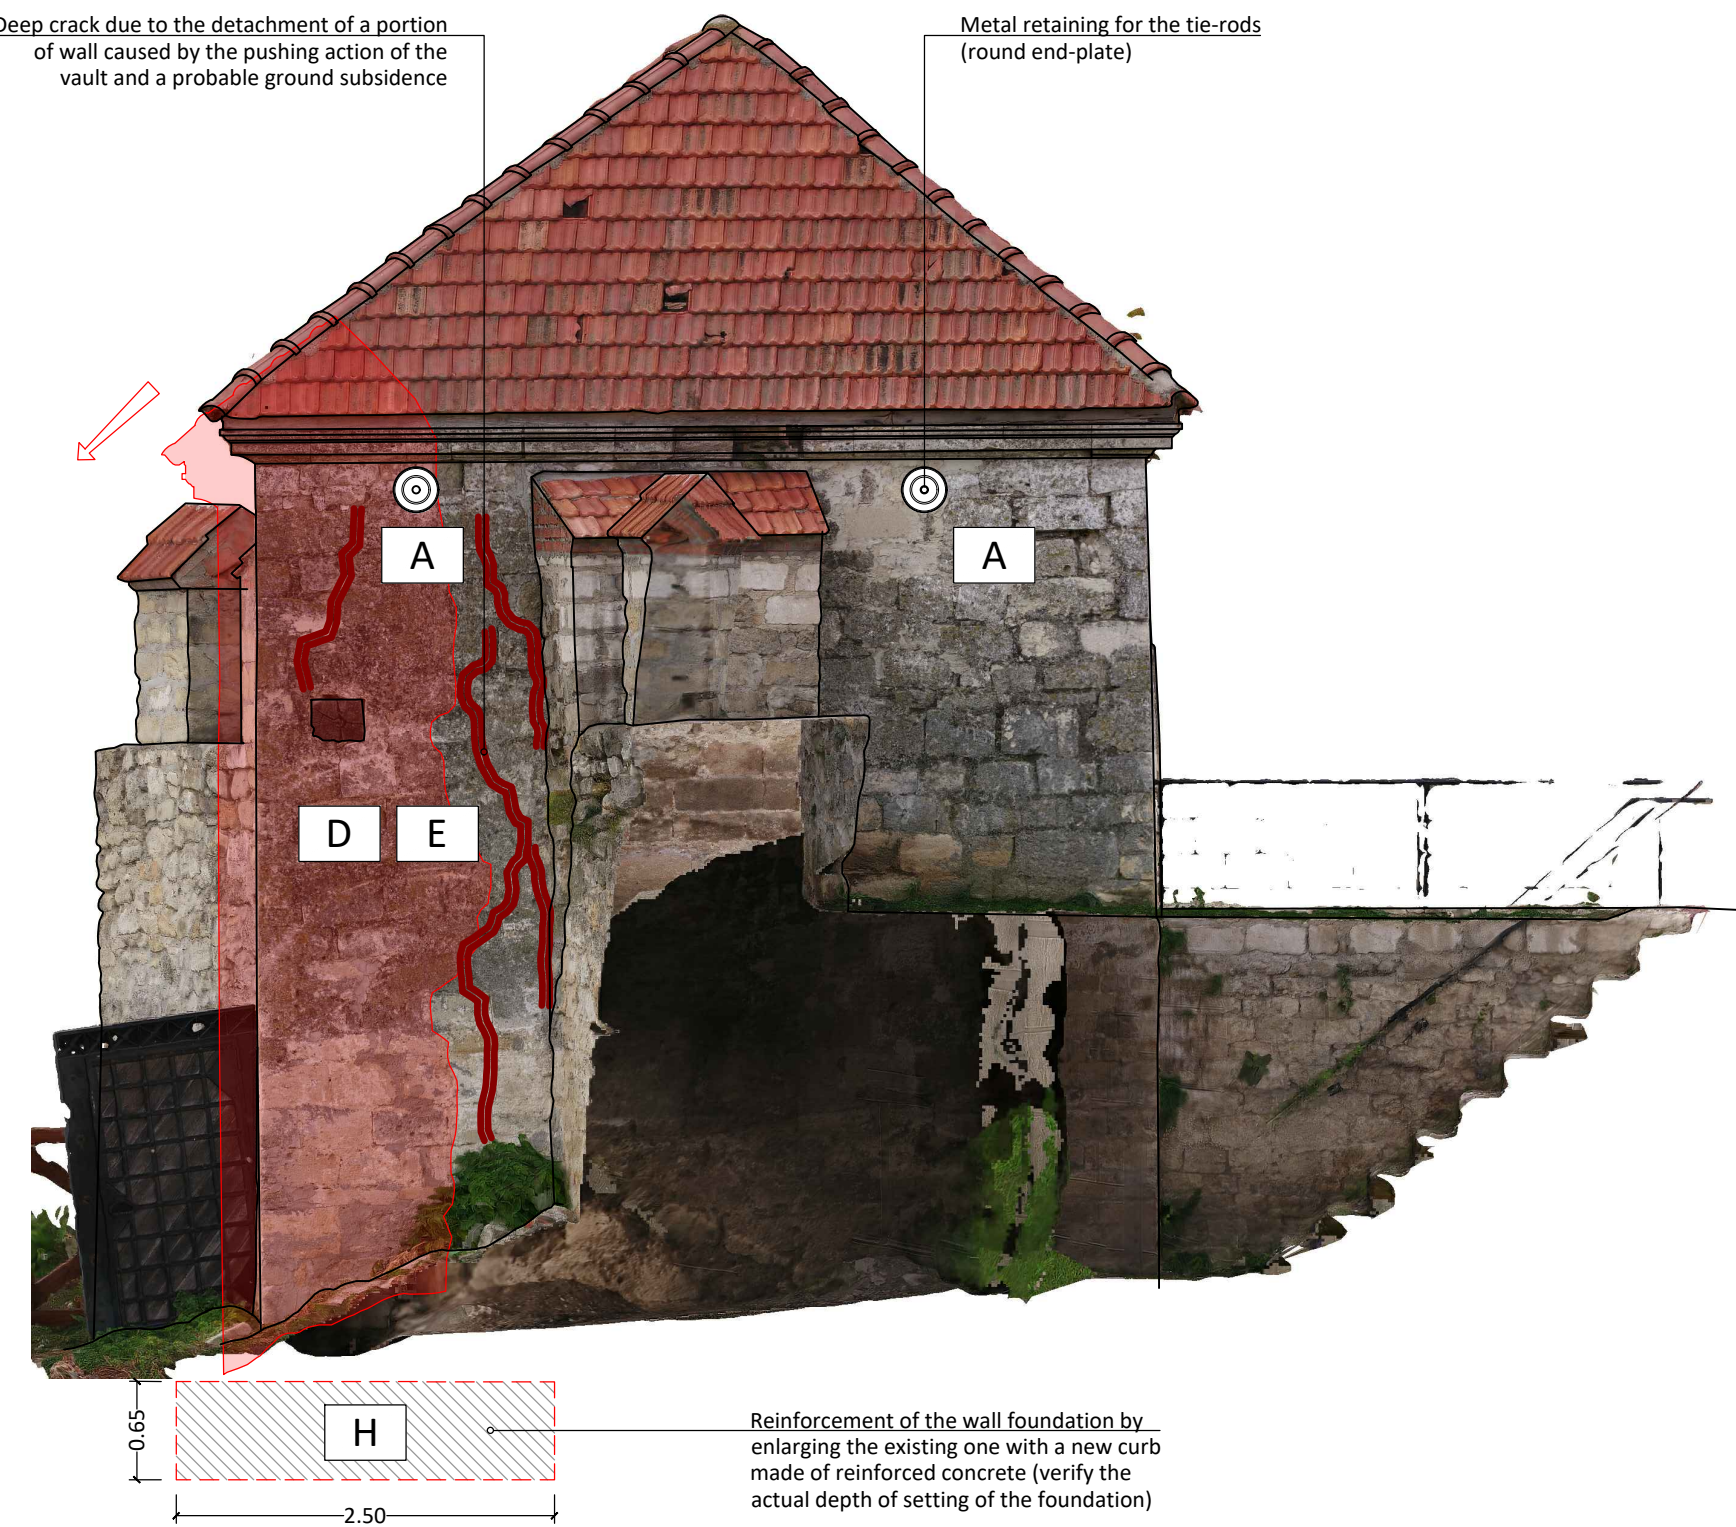 Deep crack due to the detachment of a portion
of wall caused by the pushing action of the
vault and a probable ground subsidence
Metal retaining for the tie-rods
(round end-plate)
A
A
D
E
H
0.65
2.50
Reinforcement of the wall foundation by
enlarging the existing one with a new curb
made of reinforced concrete (verify the
actual depth of setting of the foundation)